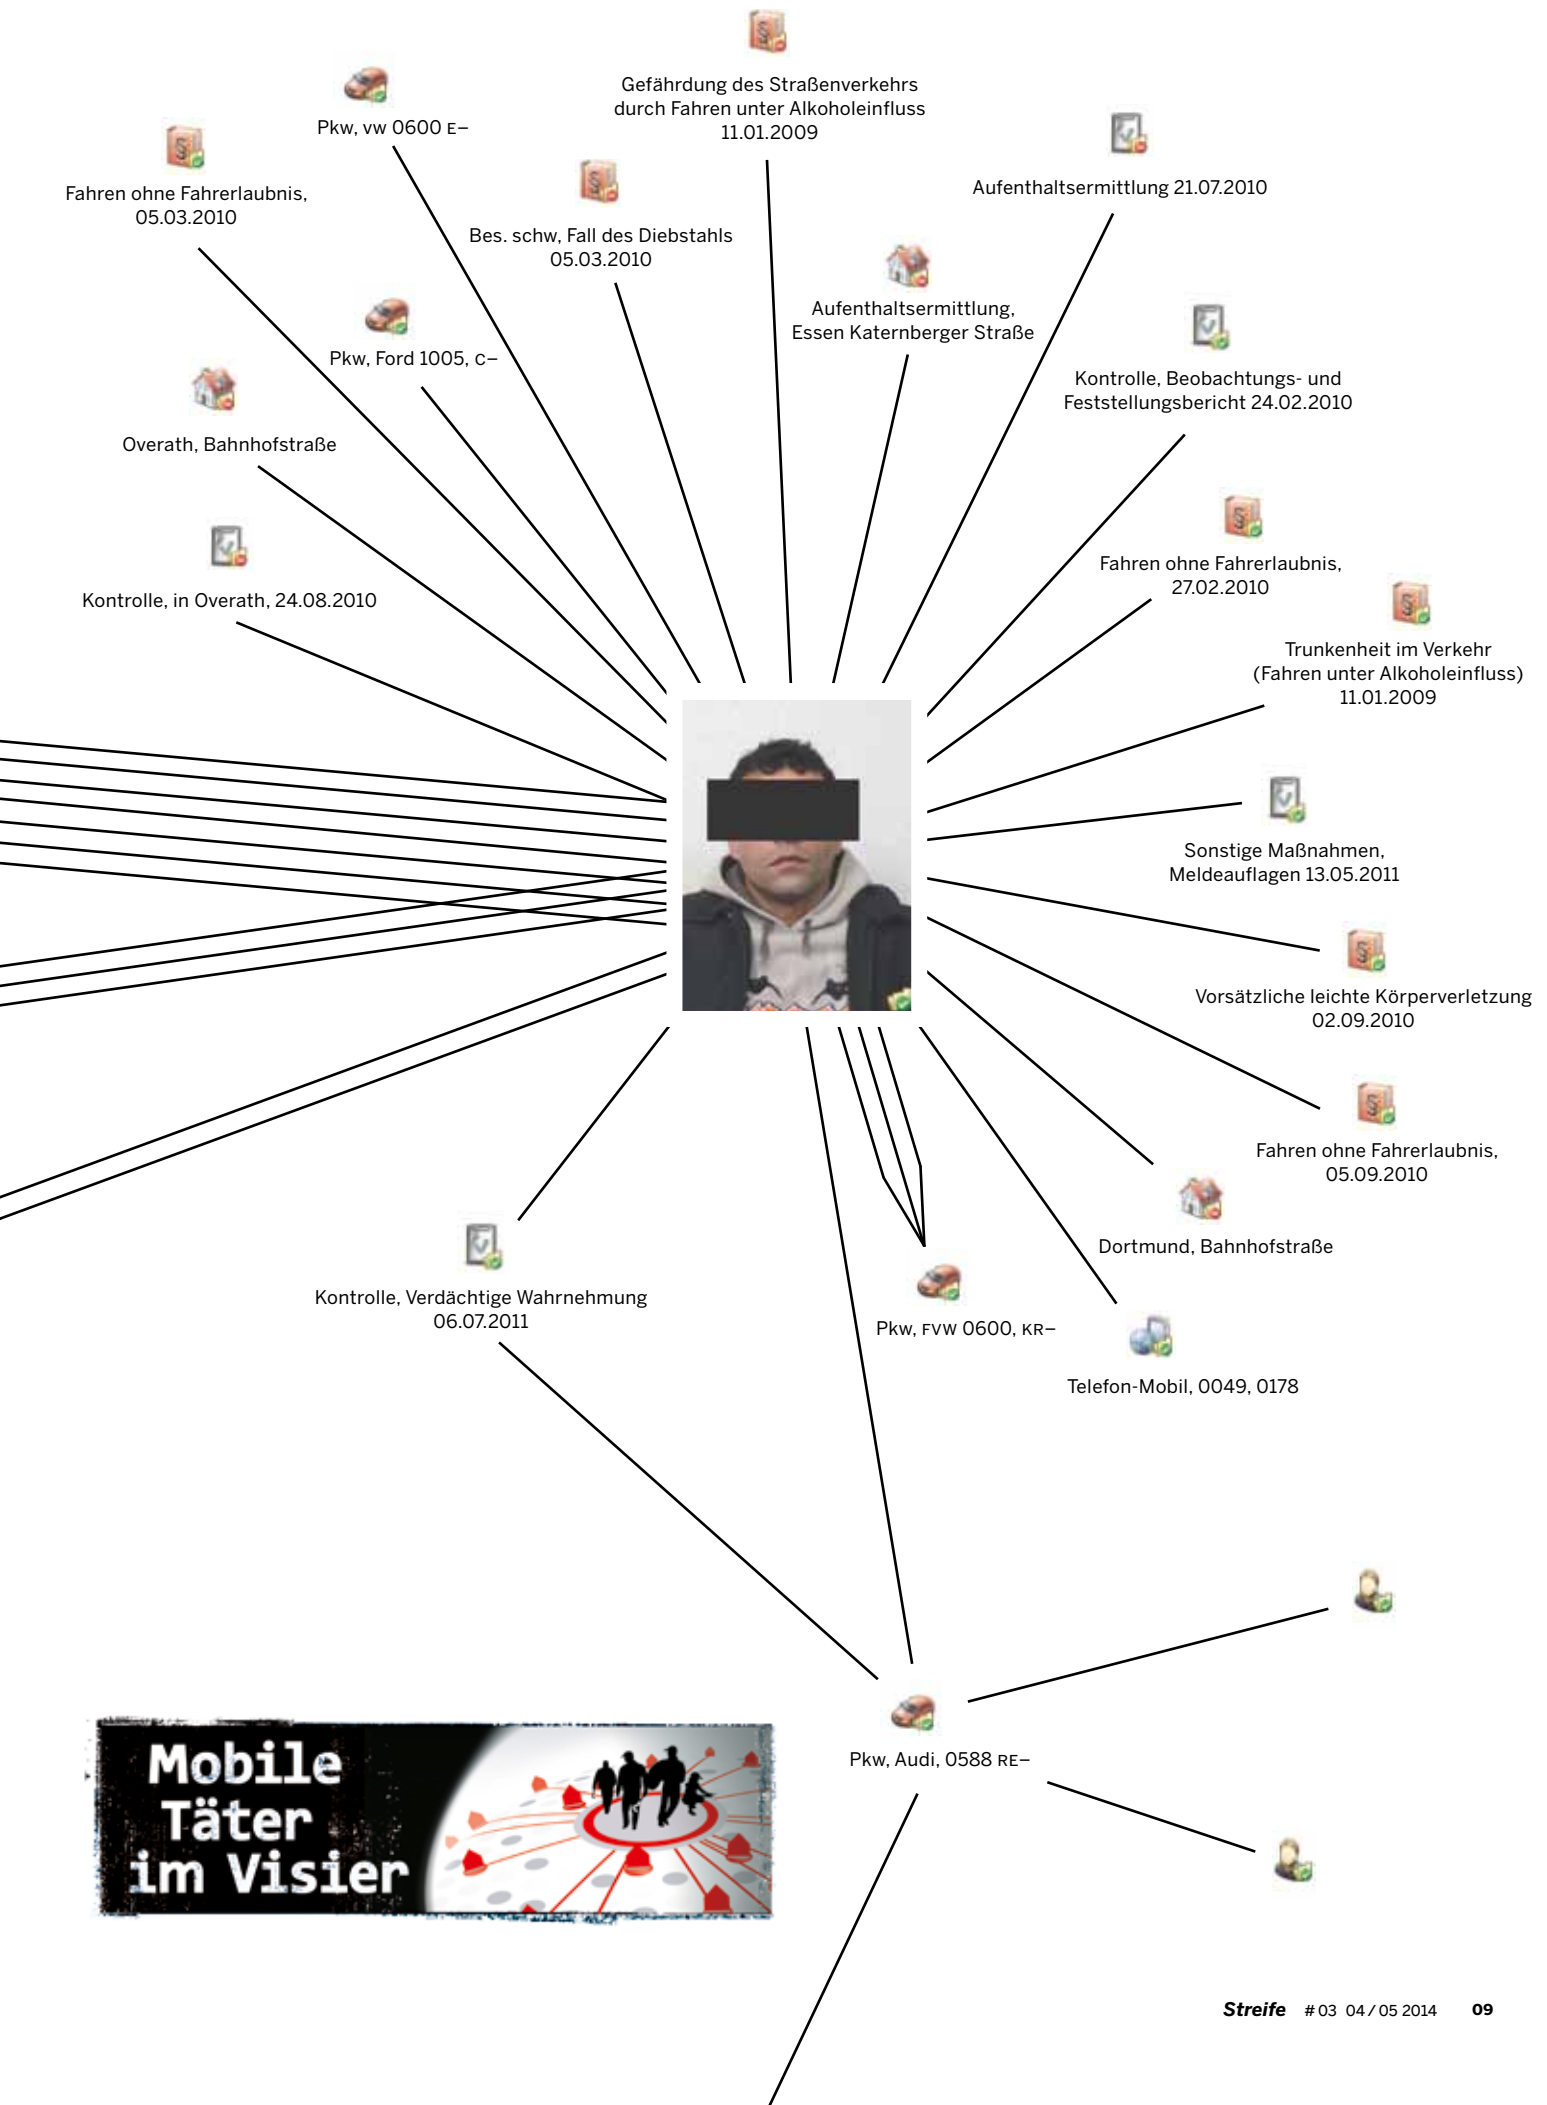 Gefährdung des Straßenverkehrs
durch Fahren unter Alkoholeinfluss
11.01.2009
Pkw, vw 0600 E–
Fahren ohne Fahrerlaubnis,
05.03.2010
Aufenthaltsermittlung 21.07.2010
Bes. schw, Fall des Diebstahls
05.03.2010
Aufenthaltsermittlung,
Essen Katernberger Straße
Pkw, Ford 1005, C–
Kontrolle, Beobachtungs- und
Feststellungsbericht 24.02.2010
Overath, Bahnhofstraße
Fahren ohne Fahrerlaubnis,
27.02.2010
Kontrolle, in Overath, 24.08.2010
Trunkenheit im Verkehr
(Fahren unter Alkoholeinfluss)
11.01.2009
Sonstige Maßnahmen,
Meldeauflagen 13.05.2011
Vorsätzliche leichte Körperverletzung
02.09.2010
Fahren ohne Fahrerlaubnis,
05.09.2010
Dortmund, Bahnhofstraße
Kontrolle, Verdächtige Wahrnehmung
06.07.2011
Pkw, FVW 0600, KR–
Telefon-Mobil, 0049, 0178
Pkw, Audi, 0588 RE–
Mobile
Täter
im Visier
Streife # 03 04 / 05 2014 09